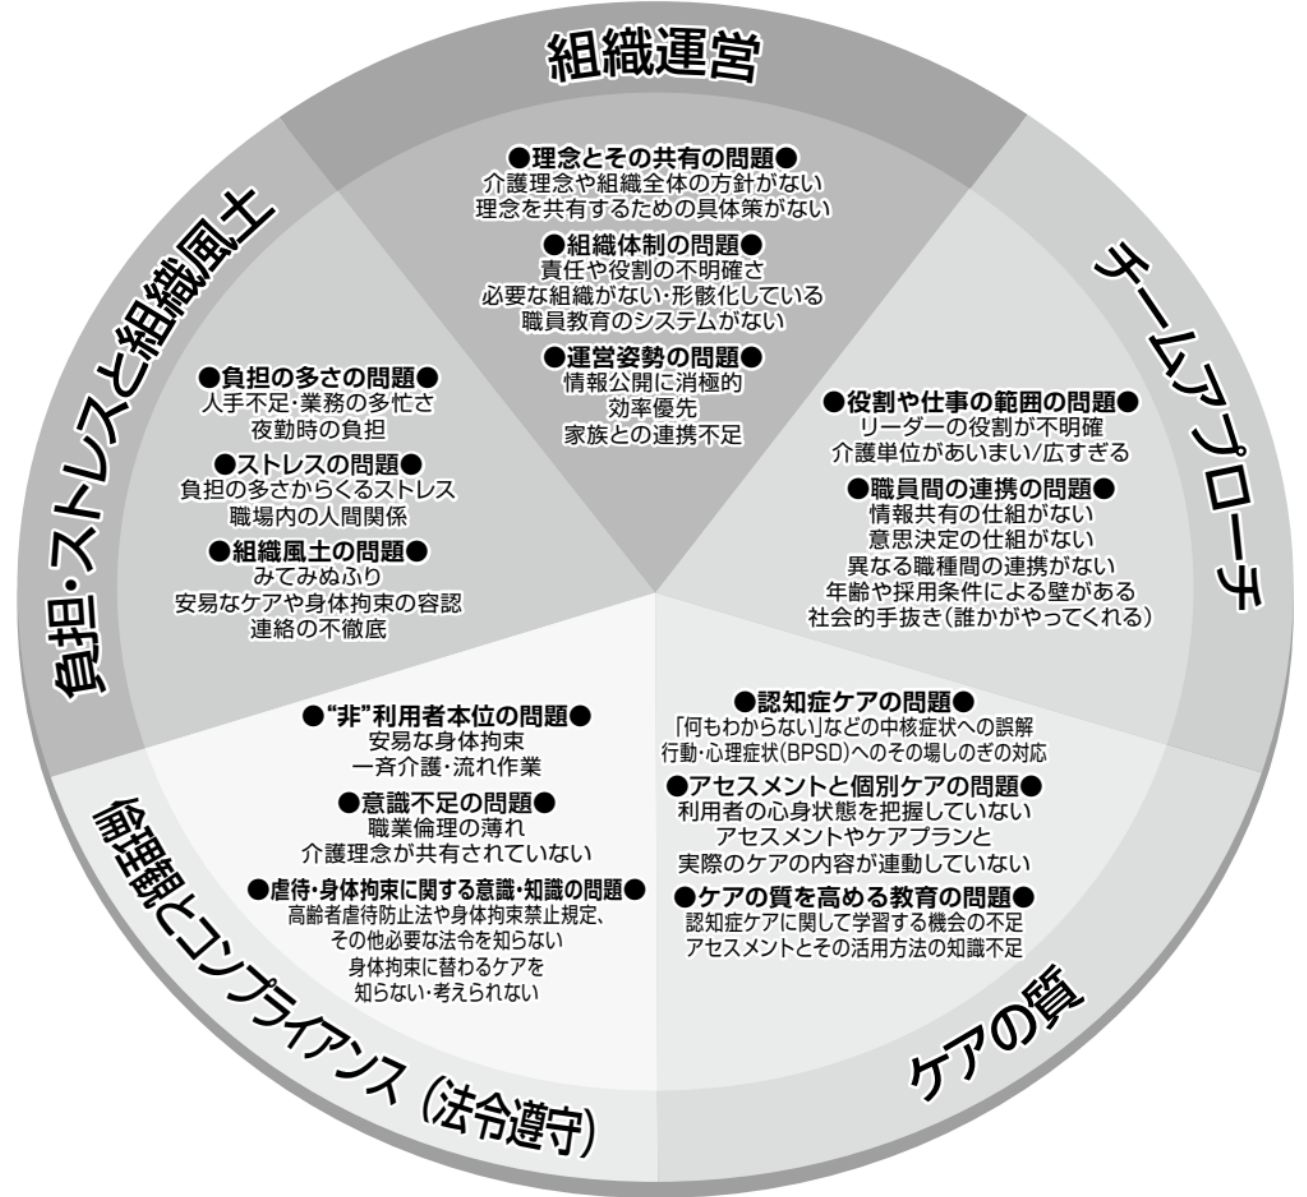 組織運営
●理念とその共有の問題●
介護理念や組織全体の方針がない
理念を共有するための具体策がない
●組織体制の問題●
責任や役割の不明確さ
必要な組織がない･形骸化している
職員教育のシステムがない
●運営姿勢の問題●
情報公開に消極的
効率優先
家族との連携不足
チームアプローチ
●役割や仕事の範囲の問題●
リーダーの役割が不明確
介護単位があいまい/広すぎる
●職員間の連携の問題●
情報共有の仕組がない
意思決定の仕組がない
異なる職種間の連携がない
年齢や採用条件による壁がある
社会的手抜き(誰かがやってくれる)
ケアの質
●認知症ケアの問題●
｢何もわからない｣などの中核症状への誤解
行動･心理症状(BPSD)へのその場しのぎの対応
●アセスメントと個別ケアの問題●
利用者の心身状態を把握していない
アセスメントやケアプランと
実際のケアの内容が連動していない
●ケアの質を高める教育の問題●
認知症ケアに関して学習する機会の不足
アセスメントとその活用方法の知識不足
倫理観とコンプライアンス（法令遵守）
●“非”利用者本位の問題●
安易な身体拘束
一斉介護･流れ作業
●意識不足の問題●
職業倫理の薄れ
介護理念が共有されていない
●虐待･身体拘束に関する意識･知識の問題●
高齢者虐待防止法や身体拘束禁止規定、
その他必要な法令を知らない
身体拘束に替わるケアを
知らない･考えられない
負担･ストレスと組織風土
●負担の多さの問題●
人手不足･業務の多忙さ
夜勤時の負担
●ストレスの問題●
負担の多さからくるストレス
職場内の人間関係
●組織風土の問題●
みてみぬふり
安易なケアや身体拘束の容認
連絡の不徹底